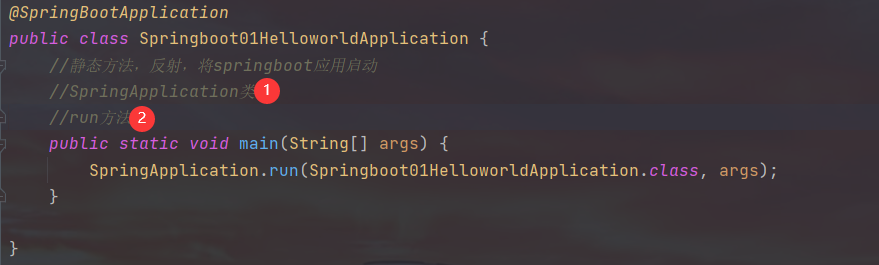 @SpringBootApplication
public class Springboot01HelloworldApplication {
//静态方法，反射，将springboot应用启动
//SpringApplication类 1
//run方法 2
public static void main(String[] args) {
SpringApplication.run(Springboot01HelloworldApplication.class, args);
}
}